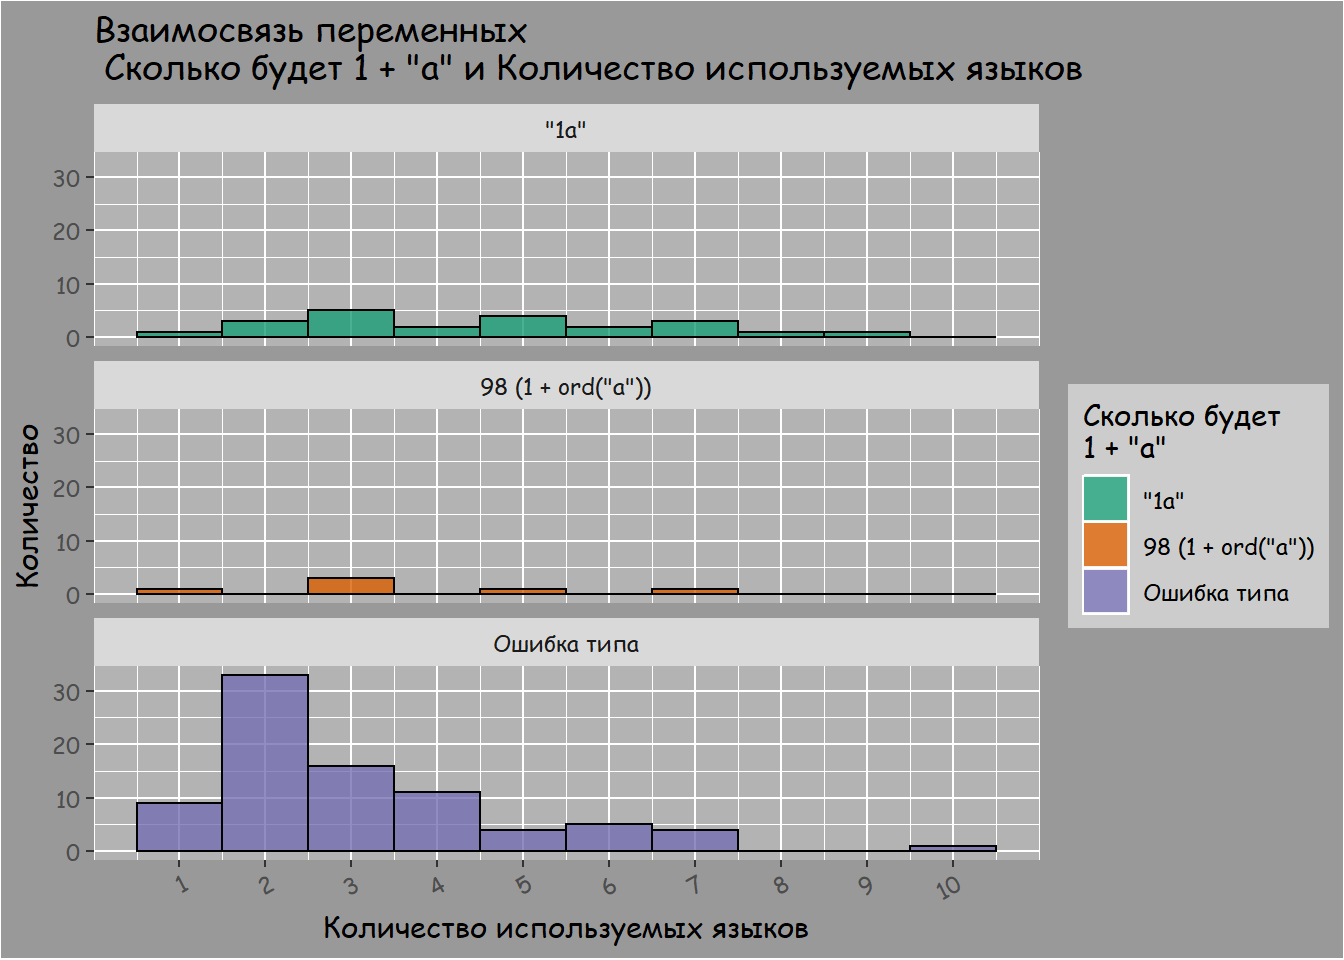 Взаимосвязь переменных
Сколько будет 1 + "a" и Количество используемых языков
"1a"
30
20
10
0
98 (1 + ord("a"))
30
20
10
0
Ошибка типа
30
20
10
0
1 2 3 4 5 6 7 8 9 10
Количество используемых языков
Количество
Сколько будет
1 + "a"
"1a"
98 (1 + ord("a"))
Ошибка типа